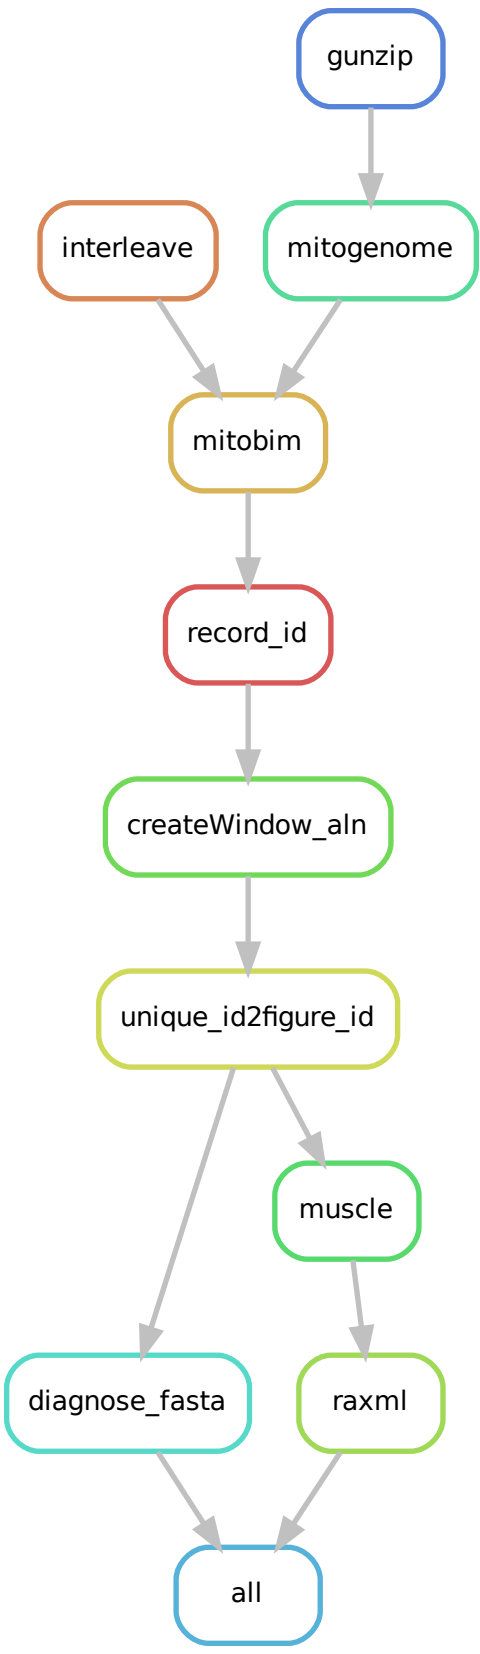 gunzip
interleave
mitogenome
mitobim
record_id
createWindow_aln
unique_id2figure_id
muscle
diagnose_fasta
raxml
all